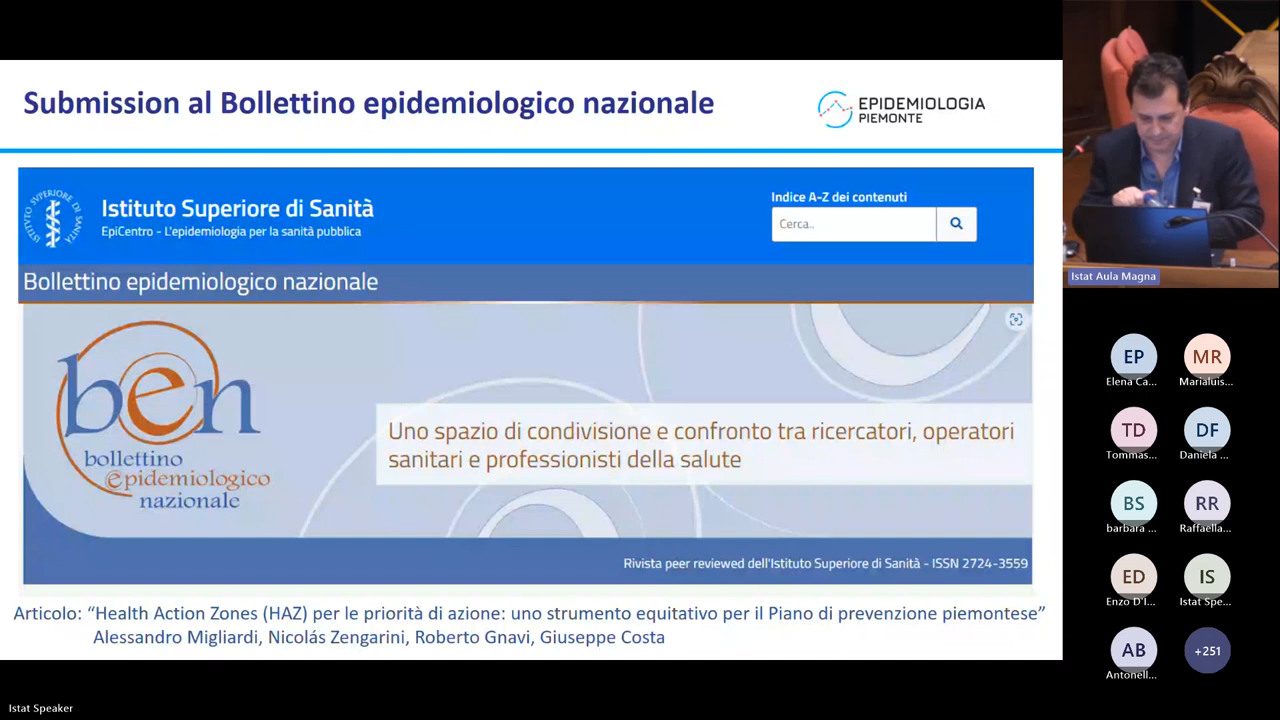 Submission al Bollettino epidemiologico nazionale
EPIDEMIOLOGIA
PIEMONTE
ISTITUTO SUPERIORE DI SANITÀ
Istituto Superiore di Sanità
EpiCentro - L'epidemiologia per la sanità pubblica
Indice A-Z dei contenuti
Cerca..
Bollettino epidemiologico nazionale
ben
bollettino
epidemiologico
nazionale
Uno spazio di condivisione e confronto tra ricercatori, operatori
sanitari e professionisti della salute
Rivista peer reviewed dell'Istituto Superiore di Sanità - ISSN 2724-3559
Articolo: “Health Action Zones (HAZ) per le priorità di azione: uno strumento equitativo per il Piano di prevenzione piemontese”
Alessandro Migliardi, Nicolás Zengarini, Roberto Gnavi, Giuseppe Costa
Istat Aula Magna
EP
Elena Ca...
MR
Marialuis...
TD
Tommas...
DF
Daniela ...
BS
barbara ...
RR
Raffaella...
ED
Enzo D'I...
IS
Istat Spe...
AB
Antonell...
+251
Istat Speaker